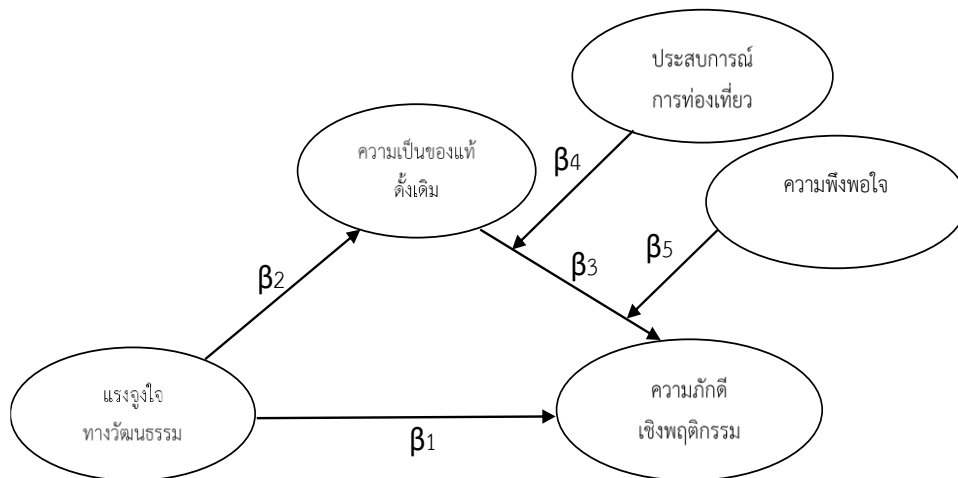 ประสบการณ์
การท่องเที่ยว
ความเป็นของแท้
ดั้งเดิม
β4
ความพึงพอใจ
β3
β5
β2
แรงจูงใจ
ทางวัฒนธรรม
ความภักดี
เชิงพฤติกรรม
β1